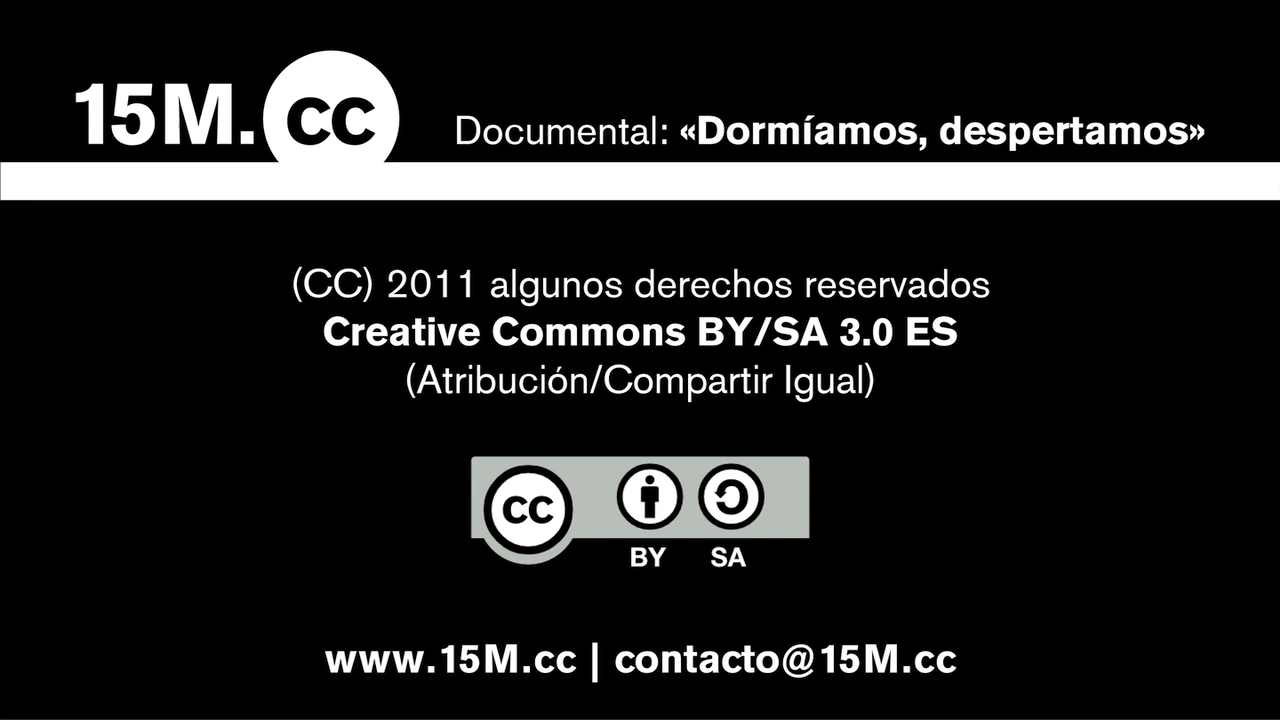 15M.cc Documental: «Dormíamos, despertamos»
(CC) 2011 algunos derechos reservados
Creative Commons BY/SA 3.0 ES
(Atribución/Compartir Igual)
cc
BY SA
www.15M.cc | contacto@15M.cc